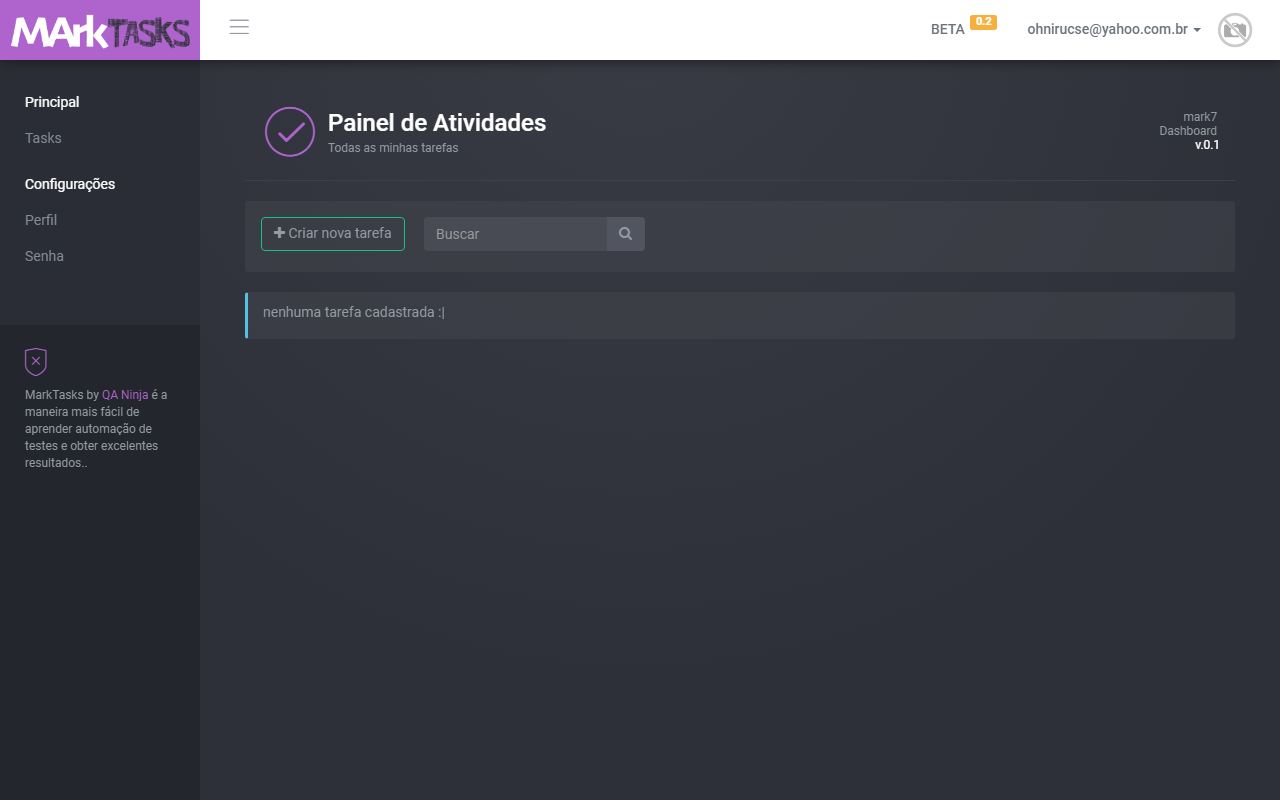 MArkTASKS
BETA 0.2
ohnirucse@yahoo.com.br
Principal
Tasks
Configurações
Perfil
Senha
MarkTasks by QA Ninja é a
maneira mais fácil de
aprender automação de
testes e obter excelentes
resultados..
Painel de Atividades
Todas as minhas tarefas
mark7
Dashboard
v.0.1
Criar nova tarefa
Buscar
nenhuma tarefa cadastrada :|